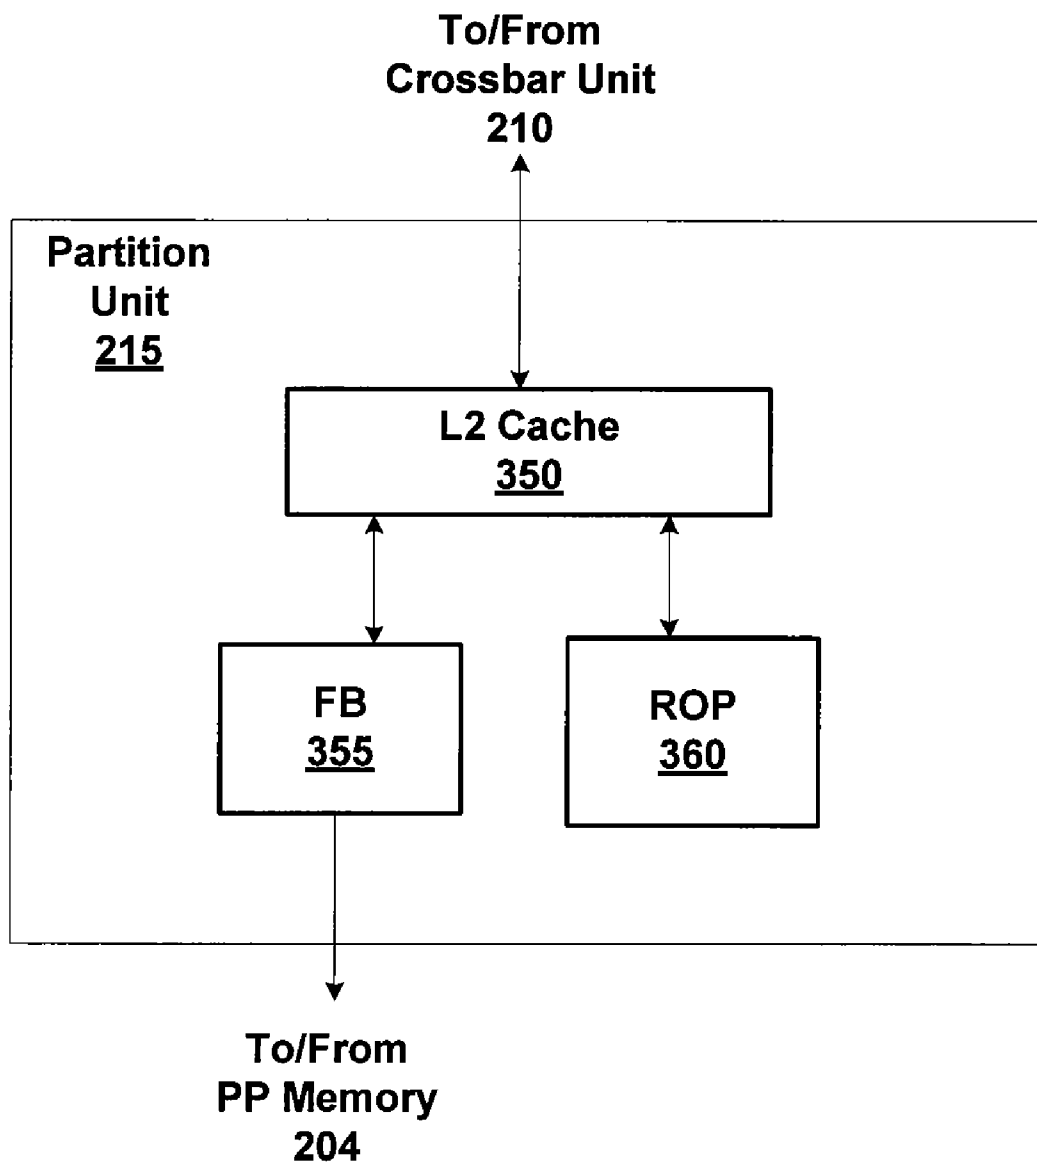 To/From
Crossbar Unit
210
Partition
Unit
215
L2 Cache
350
FB
355
ROP
360
To/From
PP Memory
204